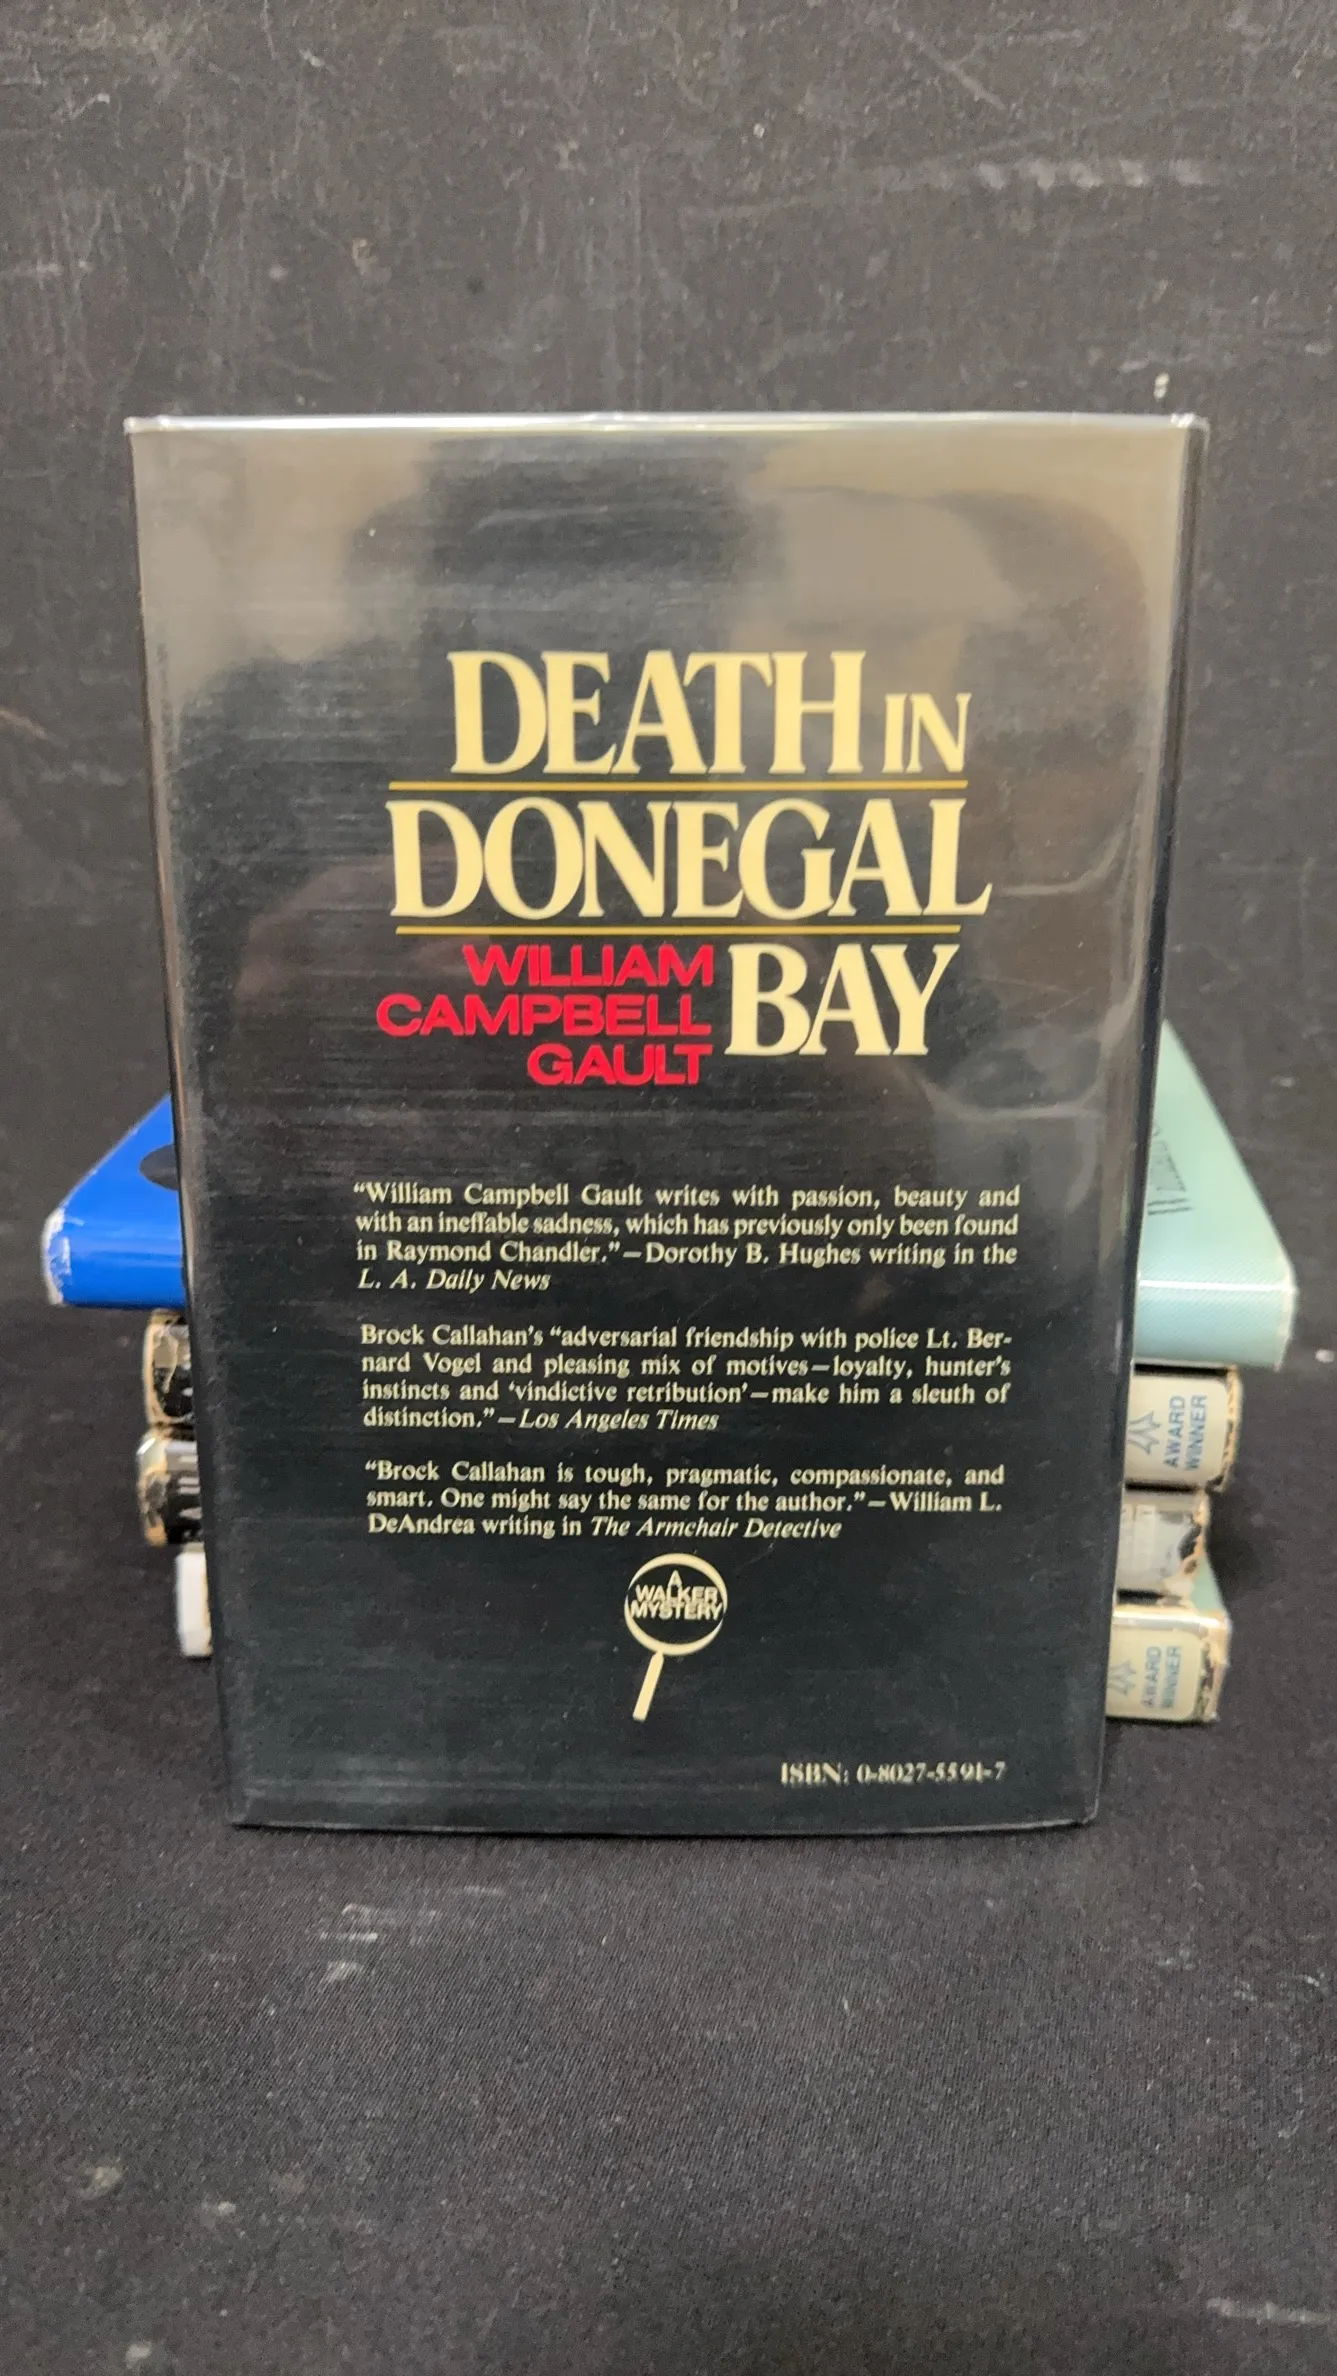 DEATH IN
DONEGAL
BAY
WILLIAM
CAMPBELL
GAULT
“William Campbell Gault writes with passion, beauty and
with an ineffable sadness, which has previously only been found
in Raymond Chandler.”—Dorothy B. Hughes writing in the
L. A. Daily News
Brock Callahan’s “adversarial friendship with police Lt. Ber-
nard Vogel and pleasing mix of motives—loyalty, hunter’s
instincts and ‘vindictive retribution’—make him a sleuth of
distinction.”—Los Angeles Times
“Brock Callahan is tough, pragmatic, compassionate, and
smart. One might say the same for the author.”—William L.
DeAndrea writing in The Armchair Detective
A
WALKER
MYSTERY
ISBN: 0-8027-5591-7
AWARD
WINNER
AWARD
WINNER